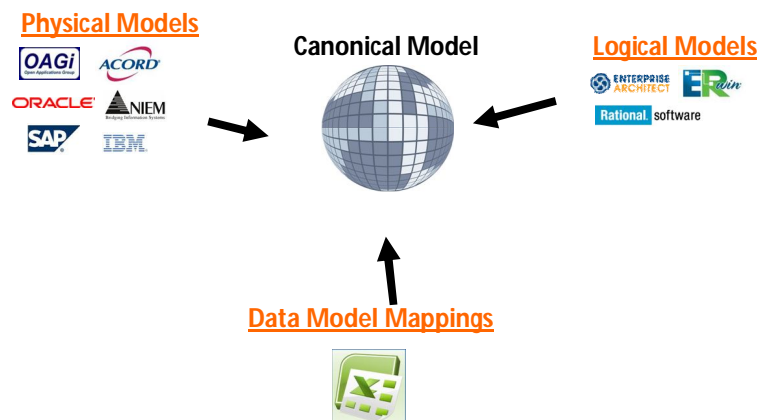 Physical Models
OAGi
Open Applications Group
ACORD
ORACLE
NIEM
Bridging Information Systems
SAP
IBM
Canonical Model
Logical Models
ENTERPRISE
ARCHITECT
ERwin
Rational. software
Data Model Mappings
X